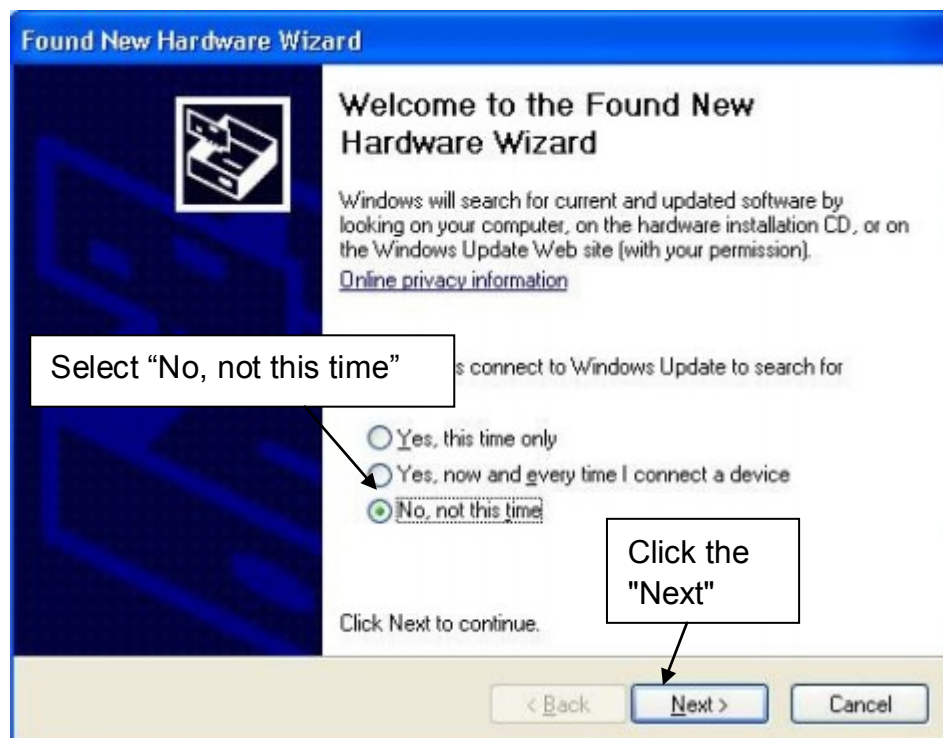 Found New Hardware Wizard
Welcome to the Found New
Hardware Wizard
Windows will search for current and updated software by
looking on your computer, on the hardware installation CD, or on
the Windows Update Web site (with your permission).
Online privacy information
Select “No, not this time”
s connect to Windows Update to search for
Yes, this time only
Yes, now and every time I connect a device
No, not this time
Click the
"Next"
Click Next to continue.
< Back
Next >
Cancel